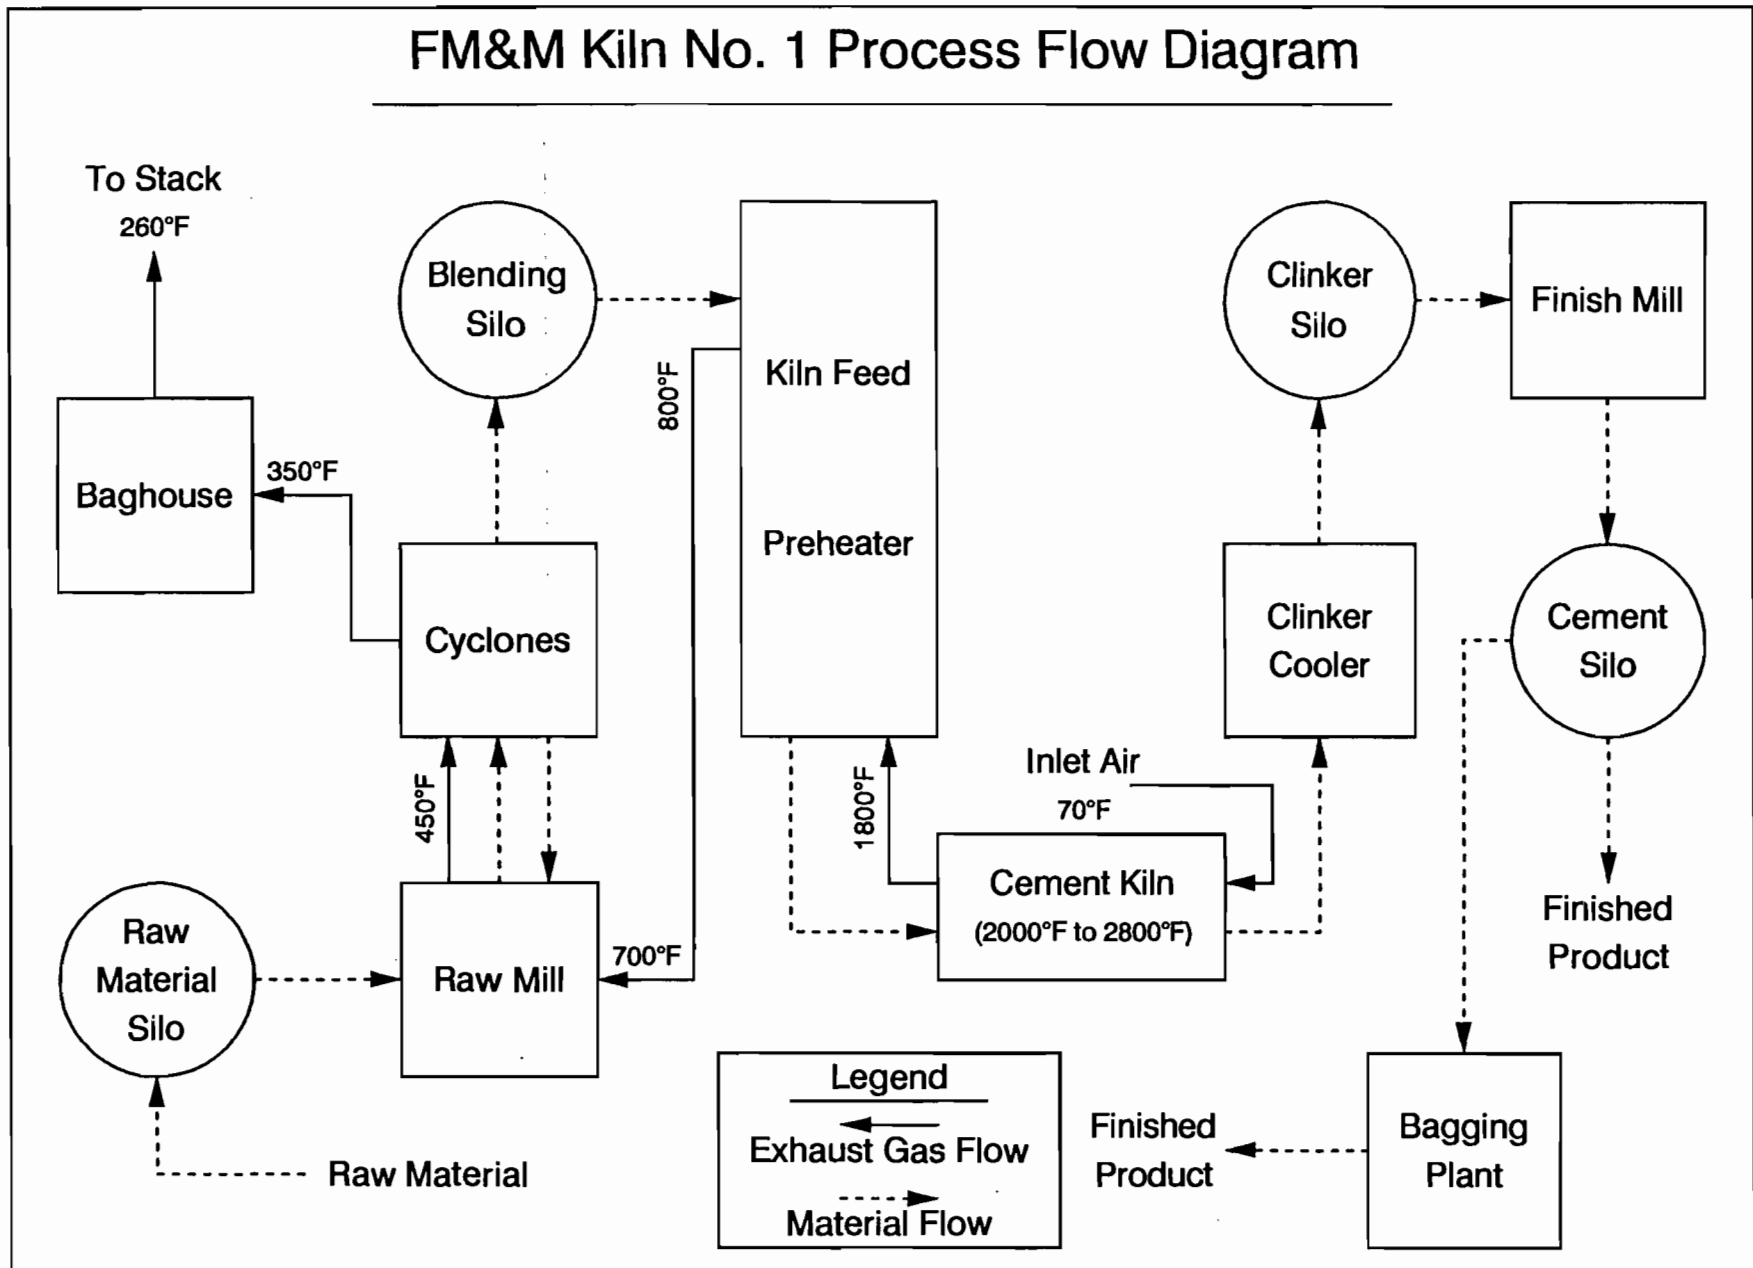 FM&M Kiln No. 1 Process Flow Diagram
To Stack
260°F
Blending
Silo
Kiln Feed
Preheater
Clinker
Silo
Finish Mill
800°F
Baghouse
350°F
Cyclones
Clinker
Cooler
Cement
Silo
450°F
1800°F
Inlet Air
70°F
Cement Kiln
(2000°F to 2800°F)
Finished
Product
Raw
Material
Silo
Raw Mill
700°F
Raw Material
Legend
Exhaust Gas Flow
Material Flow
Finished
Product
Bagging
Plant